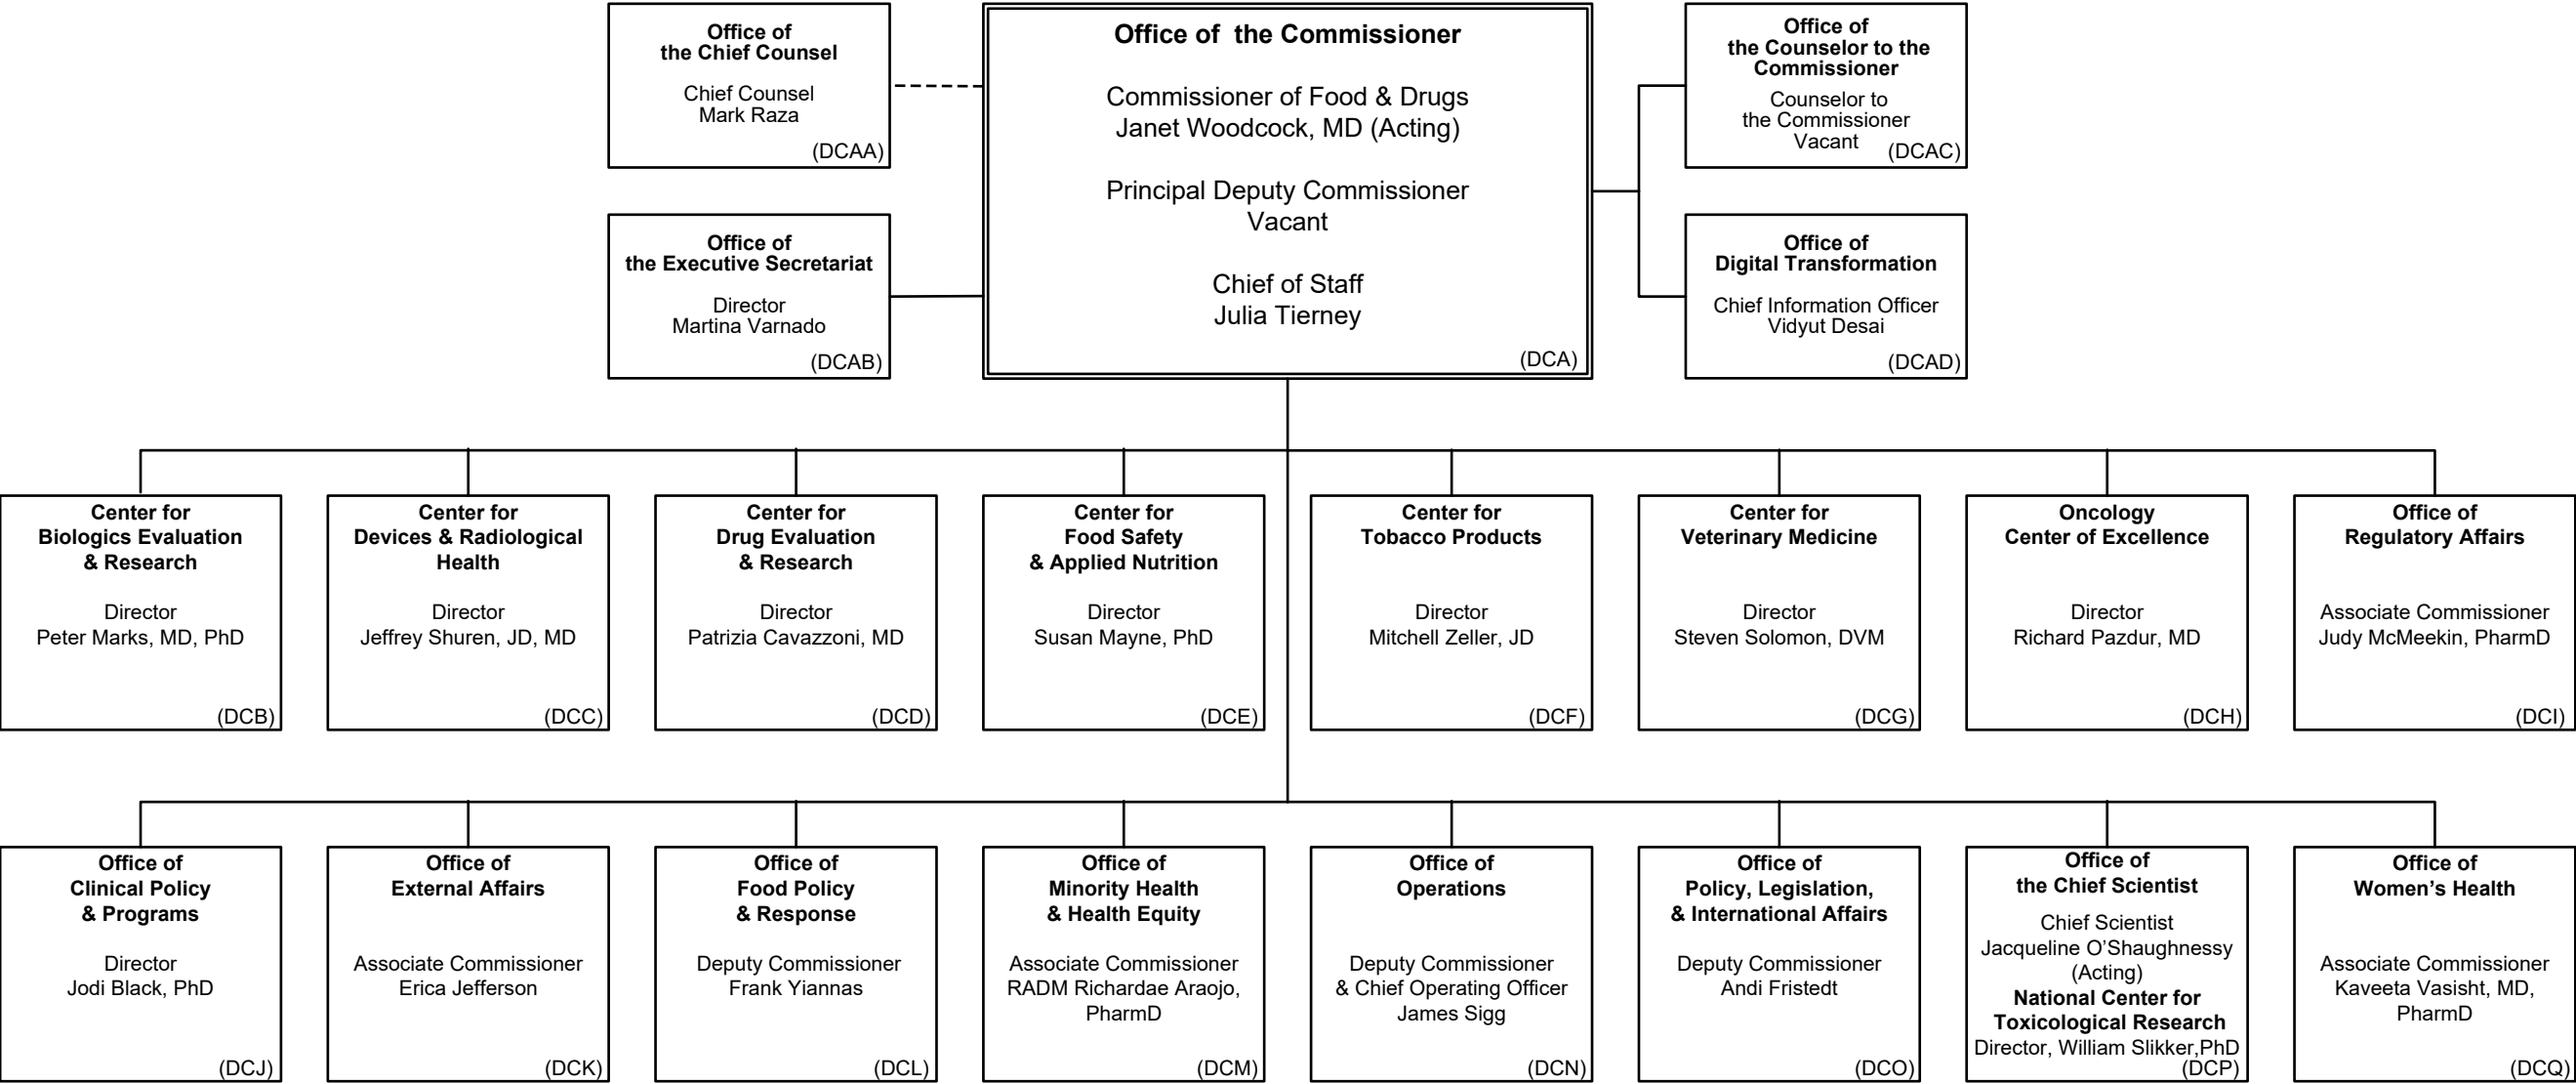 Office of
the Chief Counsel
Chief Counsel
Mark Raza
(DCAA)
Office of  the Commissioner
Commissioner of Food & Drugs
Janet Woodcock, MD (Acting)
Principal Deputy Commissioner
Vacant
Chief of Staff
Julia Tierney
(DCA)
Office of
the Counselor to the
Commissioner
Counselor to
the Commissioner
Vacant
(DCAC)
Office of
the Executive Secretariat
Director
Martina Varnado
(DCAB)
Office of
Digital Transformation
Chief Information Officer
Vidyut Desai
(DCAD)
Center for
Biologics Evaluation
& Research
Director
Peter Marks, MD, PhD
(DCB)
Center for
Devices & Radiological
Health
Director
Jeffrey Shuren, JD, MD
(DCC)
Center for
Drug Evaluation
& Research
Director
Patrizia Cavazzoni, MD
(DCD)
Center for
Food Safety
& Applied Nutrition
Director
Susan Mayne, PhD
(DCE)
Center for
Tobacco Products
Director
Mitchell Zeller, JD
(DCF)
Center for
Veterinary Medicine
Director
Steven Solomon, DVM
(DCG)
Oncology
Center of Excellence
Director
Richard Pazdur, MD
(DCH)
Office of
Regulatory Affairs
Associate Commissioner
Judy McMeekin, PharmD
(DCI)
Office of
Clinical Policy
& Programs
Director
Jodi Black, PhD
(DCJ)
Office of
External Affairs
Associate Commissioner
Erica Jefferson
(DCK)
Office of
Food Policy
& Response
Deputy Commissioner
Frank Yiannas
(DCL)
Office of
Minority Health
& Health Equity
Associate Commissioner
RADM Richardae Araojo,
PharmD
(DCM)
Office of
Operations
Deputy Commissioner
& Chief Operating Officer
James Sigg
(DCN)
Office of
Policy, Legislation,
& International Affairs
Deputy Commissioner
Andi Fristedt
(DCO)
Office of
the Chief Scientist
Chief Scientist
Jacqueline O’Shaughnessy
(Acting)
National Center for
Toxicological Research
Director, William Slikker,PhD
(DCP)
Office of
Women’s Health
Associate Commissioner
Kaveeta Vasisht, MD,
PharmD
(DCQ)